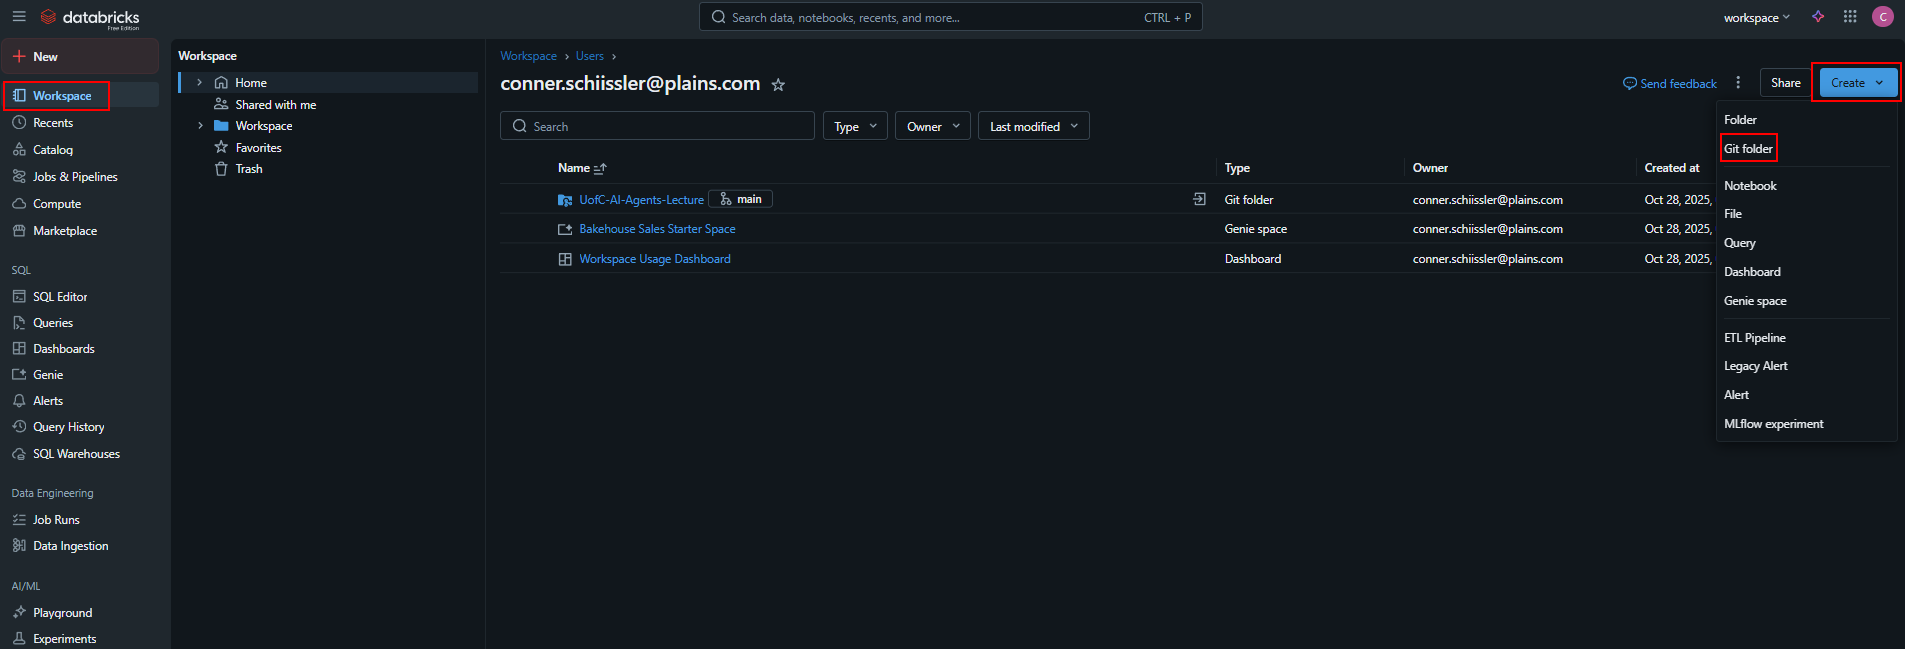 databricks
Free Edition
Search data, notebooks, recents, and more...
CTRL + P
workspace
C
New
Workspace
Recents
Catalog
Jobs & Pipelines
Compute
Marketplace
SQL
SQL Editor
Queries
Dashboards
Genie
Alerts
Query History
SQL Warehouses
Data Engineering
Job Runs
Data Ingestion
AI/ML
Playground
Experiments
Workspace
Home
Shared with me
Workspace
Favorites
Trash
Workspace › Users ›
conner.schiissler@plains.com
Send feedback
Share
Create
Search
Type
Owner
Last modified
Name Type Owner Created at
UofC-AI-Agents-Lecture main Git folder conner.schiissler@plains.com Oct 28, 2025,
Bakehouse Sales Starter Space Genie space conner.schiissler@plains.com Oct 28, 2025,
Workspace Usage Dashboard Dashboard conner.schiissler@plains.com Oct 28, 2025,
Folder
Git folder
Notebook
File
Query
Dashboard
Genie space
ETL Pipeline
Legacy Alert
Alert
MLflow experiment